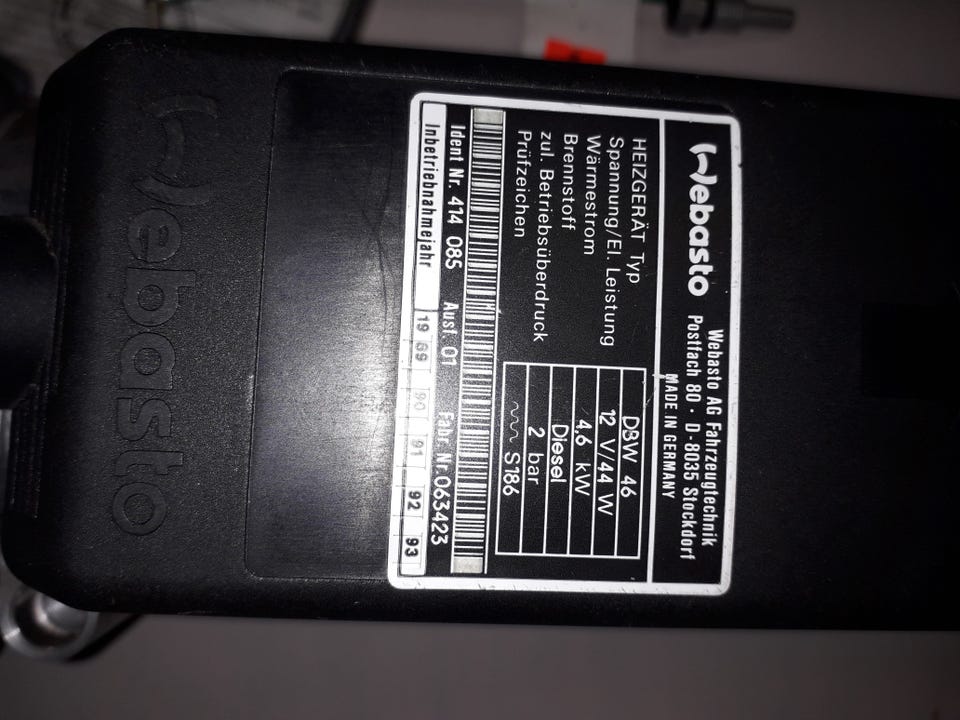 Webasto
Webasto AG Fahrzeugtechnik
Postfach 80 · D-8035 Stockdorf
MADE IN GERMANY
HEIZGERÄT Typ DBW 46
Spannung/El. Leistung 12 V/44 W
Wärmestrom 4,6 kW
Brennstoff Diesel
zul. Betriebsüberdruck 2 bar
Prüfzeichen ~~~ S186
Ident Nr. 414 085 Ausf. 01 Fabr. Nr. 063423
Inbetriebnahmejahr 19 89 90 91 92 93
Webasto